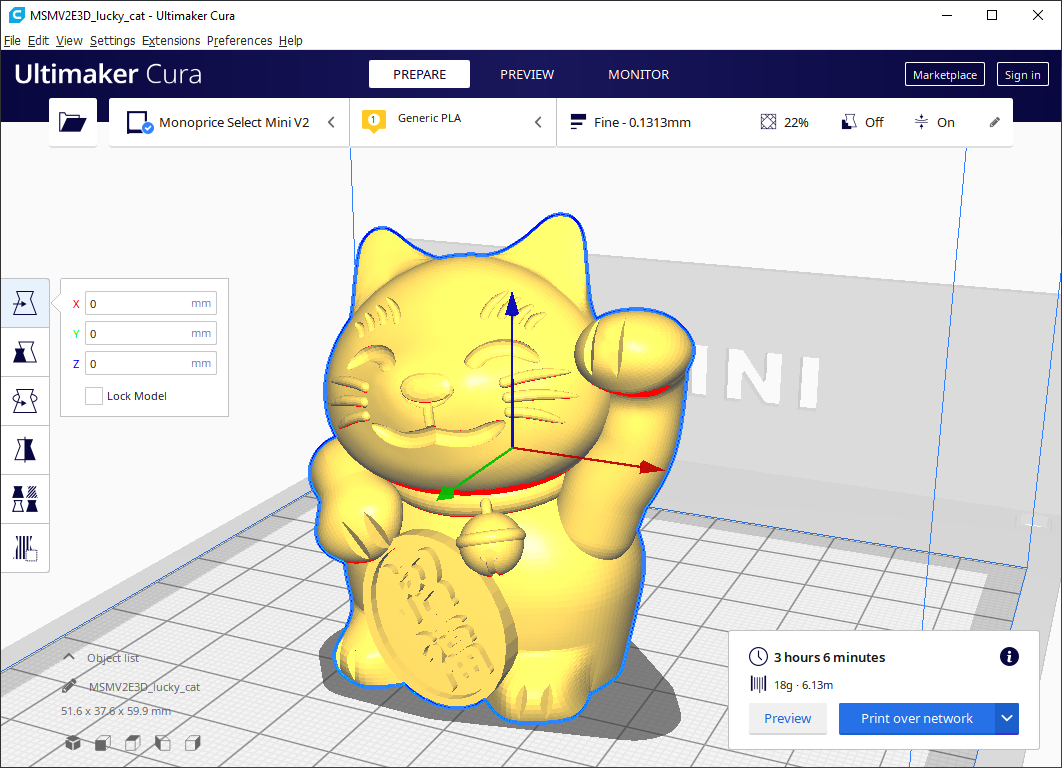 MSMV2E3D_lucky_cat - Ultimaker Cura
File Edit View Settings Extensions Preferences Help
Ultimaker Cura
PREPARE
PREVIEW
MONITOR
Marketplace
Sign in
Monoprice Select Mini V2
1
Generic PLA
Fine - 0.1313mm
22%
Off
On
X 0 mm
Y 0 mm
Z 0 mm
Lock Model
INI
Object list
MSMV2E3D_lucky_cat
51.6 x 37.6 x 59.9 mm
3 hours 6 minutes
18g · 6.13m
Preview
Print over network